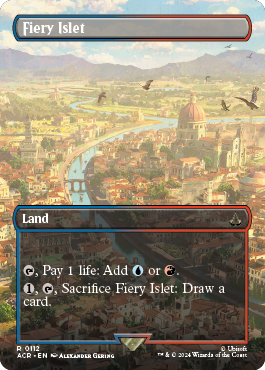 Fiery Islet
Land
, Pay 1 life: Add or .
1, , Sacrifice Fiery Islet: Draw a
card.
R 0112
ACR • EN Alexander Gering
© Ubisoft
™ & © 2024 Wizards of the Coast